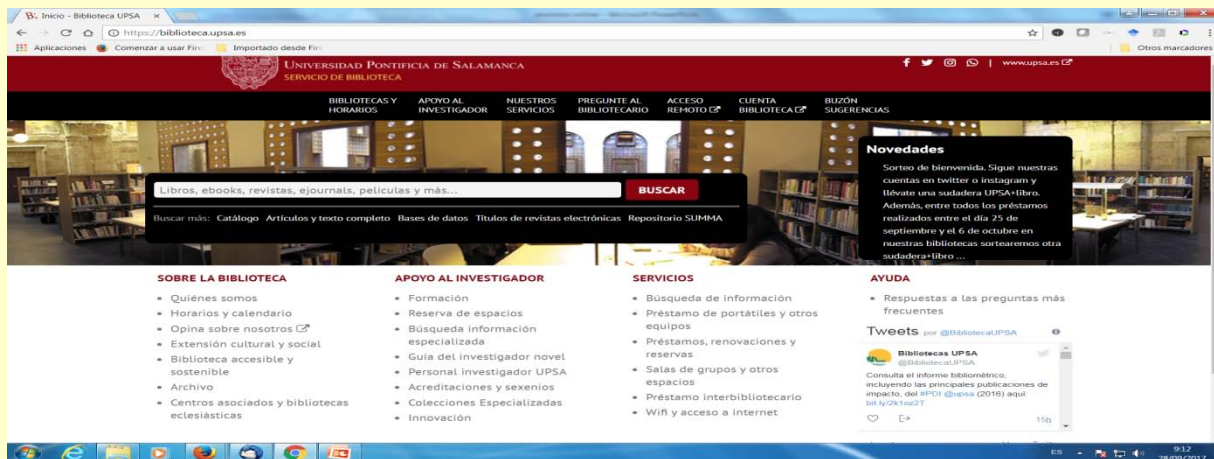 Inicio - Biblioteca UPSA
https://biblioteca.upsa.es
Aplicaciones Comenzar a usar Fire Importado desde Fire Otros marcadores
UNIVERSIDAD PONTIFICIA DE SALAMANCA
SERVICIO DE BIBLIOTECA
www.upsa.es
BIBLIOTECAS Y HORARIOS
APOYO AL INVESTIGADOR
NUESTROS SERVICIOS
PREGUNTE AL BIBLIOTECARIO
ACCESO REMOTO
CUENTA BIBLIOTECA
BUZÓN SUGERENCIAS
Libros, ebooks, revistas, ejournals, películas y más...
BUSCAR
Buscar más: Catálogo Artículos y texto completo Bases de datos Títulos de revistas electrónicas Repositorio SUMMA
Novedades
Sorteo de bienvenida. Sigue nuestras
cuentas en twitter o instagram y
llévate una sudadera UPSA+libro.
Además, entre todos los préstamos
realizados entre el día 25 de
septiembre y el 6 de octubre en
nuestras bibliotecas sortearemos otra
sudadera+libro ...
SOBRE LA BIBLIOTECA
Quiénes somos
Horarios y calendario
Opina sobre nosotros
Extensión cultural y social
Biblioteca accesible y
sostenible
Archivo
Centros asociados y bibliotecas
eclesiásticas
APOYO AL INVESTIGADOR
Formación
Reserva de espacios
Búsqueda información
especializada
Guía del investigador novel
Personal investigador UPSA
Acreditaciones y sexenios
Colecciones Especializadas
Innovación
SERVICIOS
Búsqueda de información
Préstamo de portátiles y otros
equipos
Préstamos, renovaciones y
reservas
Salas de grupos y otros
espacios
Préstamo interbibliotecario
Wifi y acceso a internet
AYUDA
Respuestas a las preguntas más
frecuentes
Tweets por @BibliotecaUPSA
Bibliotecas UPSA
@BibliotecaUPSA
Consulta el informe bibliométrico,
incluyendo las principales publicaciones de
impacto, del #PDI @upsa (2016) aquí:
bit.ly/2k1oz2T
15h
ES
9:12
28/09/2017